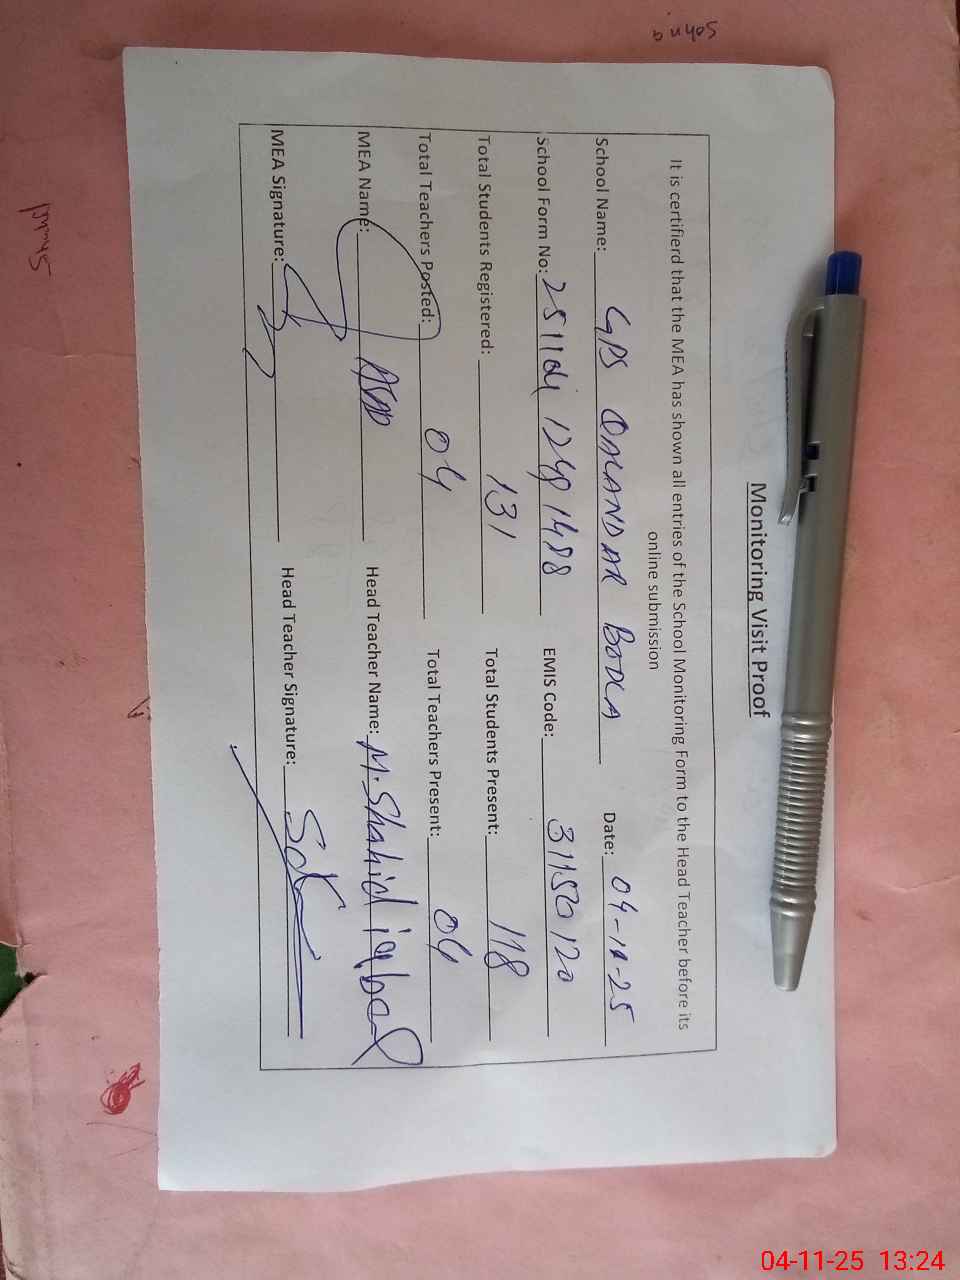 Monitoring Visit Proof
It is certifierd that the MEA has shown all entries of the School Monitoring Form to the Head Teacher before its
online submission
School Name: GPS QALANDAR BODLA Date: 04-11-25
School Form No: EMIS Code: 31150120
Total Students Registered: 131 Total Students Present: 118
Total Teachers Posted: 04 Total Teachers Present: 04
MEA Name: ASAD Head Teacher Name: M. Shahid iqbal
MEA Signature: Head Teacher Signature:
04-11-25 13:24